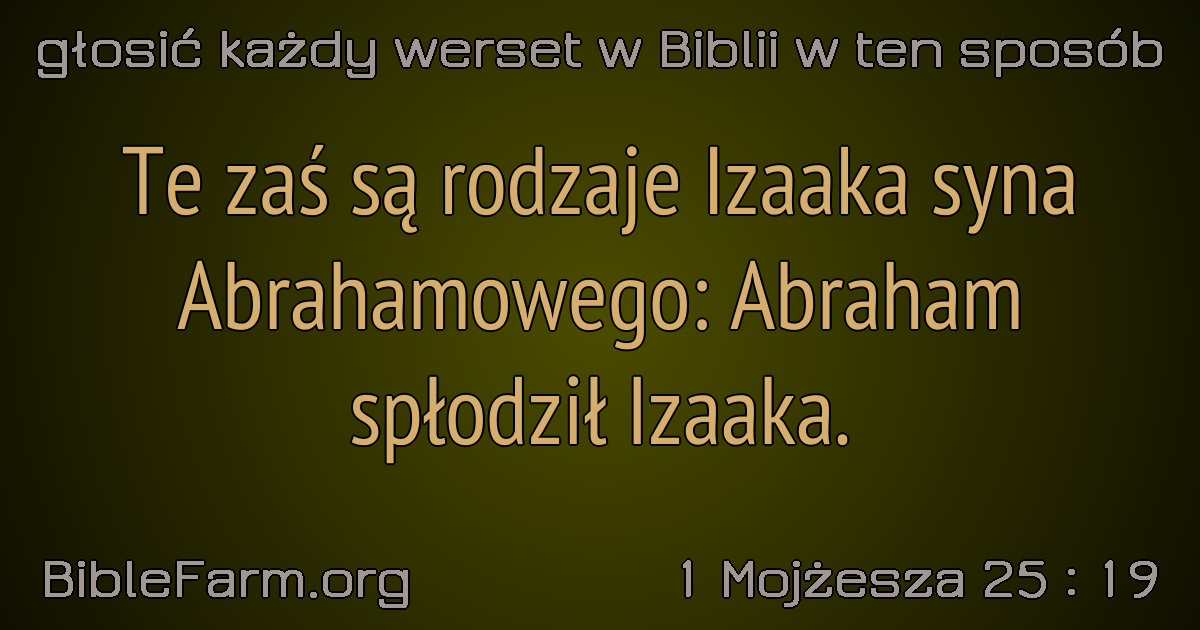 głosić każdy werset w Biblii w ten sposób
Te zaś są rodzaje Izaaka syna
Abrahamowego: Abraham
spłodził Izaaka.
BibleFarm.org
1 Mojżesza 25 : 19